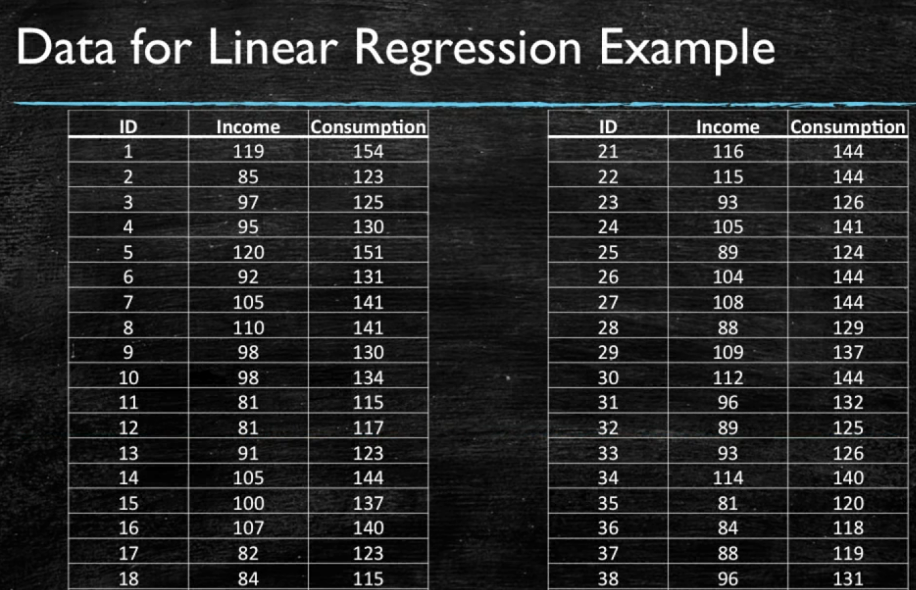 Data for Linear Regression Example
ID Income Consumption
1 119 154
2 85 123
3 97 125
4 95 130
5 120 151
6 92 131
7 105 141
8 110 141
9 98 130
10 98 134
11 81 115
12 81 117
13 91 123
14 105 144
15 100 137
16 107 140
17 82 123
18 84 115
ID Income Consumption
21 116 144
22 115 144
23 93 126
24 105 141
25 89 124
26 104 144
27 108 144
28 88 129
29 109 137
30 112 144
31 96 132
32 89 125
33 93 126
34 114 140
35 81 120
36 84 118
37 88 119
38 96 131